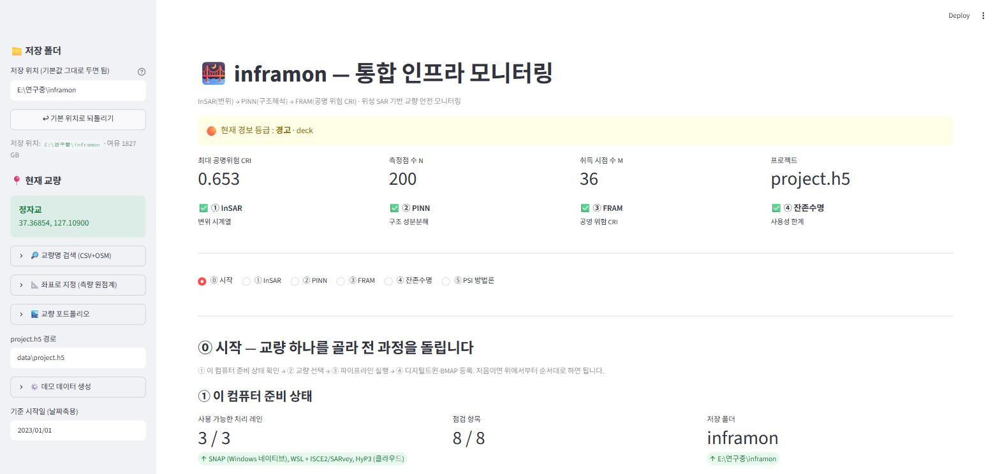 Deploy
저장 폴더
저장 위치 (기본값 그대로 두면 됨)
E:\연구중\inframon
↩ 기본 위치로 되돌리기
저장 위치: E:\연구중\inframon · 여유 1827
GB
현재 교량
정자교
37.36854, 127.10900
교량명 검색 (CSV+OSM)
좌표로 지정 (측량 원점계)
교량 포트폴리오
project.h5 경로
data\project.h5
데모 데이터 생성
기준 시작일 (날짜축용)
2023/01/01
inframon — 통합 인프라 모니터링
InSAR(변위) → PINN(구조해석) → FRAM(공명 위험 CRI) · 위성 SAR 기반 교량 안전 모니터링
현재 경보 등급 : 경고 · deck
최대 공명위험 CRI
0.653
측정점 수 N
200
취득 시점 수 M
36
프로젝트
project.h5
① InSAR
변위 시계열
② PINN
구조 성분분해
③ FRAM
공명 위험 CRI
④ 잔존수명
사용성 한계
⓪ 시작 ① InSAR ② PINN ③ FRAM ④ 잔존수명 ⑤ PSI 방법론
⓪ 시작 — 교량 하나를 골라 전 과정을 돌립니다
① 이 컴퓨터 준비 상태 확인 → ② 교량 선택 → ③ 파이프라인 실행 → ④ 디지털트윈·BMAP 등록. 처음이면 위에서부터 순서대로 하면 됩니다.
① 이 컴퓨터 준비 상태
사용 가능한 처리 레인
3 / 3
↑ SNAP (Windows 네이티브), WSL + ISCE2/SARvey, HyP3 (클라우드)
점검 항목
8 / 8
저장 폴더
inframon
↑ E:\연구중\inframon